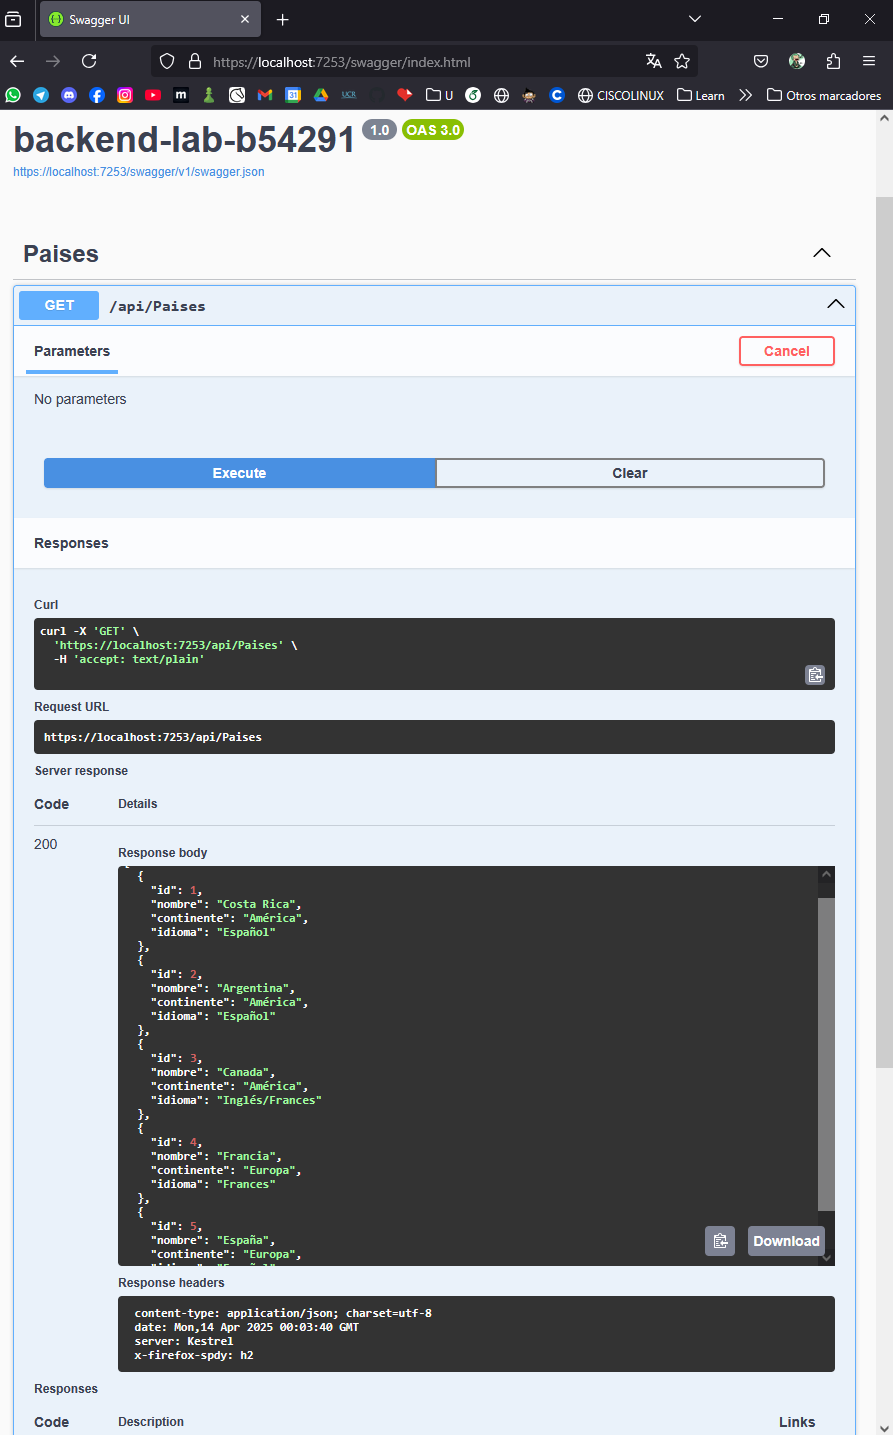 Swagger UI
https://localhost:7253/swagger/index.html
m
31
UCR
U
C
CISCOLINUX
Learn
Otros marcadores
backend-lab-b54291 1.0 OAS 3.0
https://localhost:7253/swagger/v1/swagger.json
Paises
GET /api/Paises
Parameters
Cancel
No parameters
Execute
Clear
Responses
Curl
curl -X 'GET' \
'https://localhost:7253/api/Paises' \
-H 'accept: text/plain'
Request URL
https://localhost:7253/api/Paises
Server response
Code Details
200
Response body
{
"id": 1,
"nombre": "Costa Rica",
"continente": "América",
"idioma": "Español"
},
{
"id": 2,
"nombre": "Argentina",
"continente": "América",
"idioma": "Español"
},
{
"id": 3,
"nombre": "Canada",
"continente": "América",
"idioma": "Inglés/Frances"
},
{
"id": 4,
"nombre": "Francia",
"continente": "Europa",
"idioma": "Frances"
},
{
"id": 5,
"nombre": "España",
"continente": "Europa",
Download
Response headers
content-type: application/json; charset=utf-8
date: Mon,14 Apr 2025 00:03:40 GMT
server: Kestrel
x-firefox-spdy: h2
Responses
Code Description Links